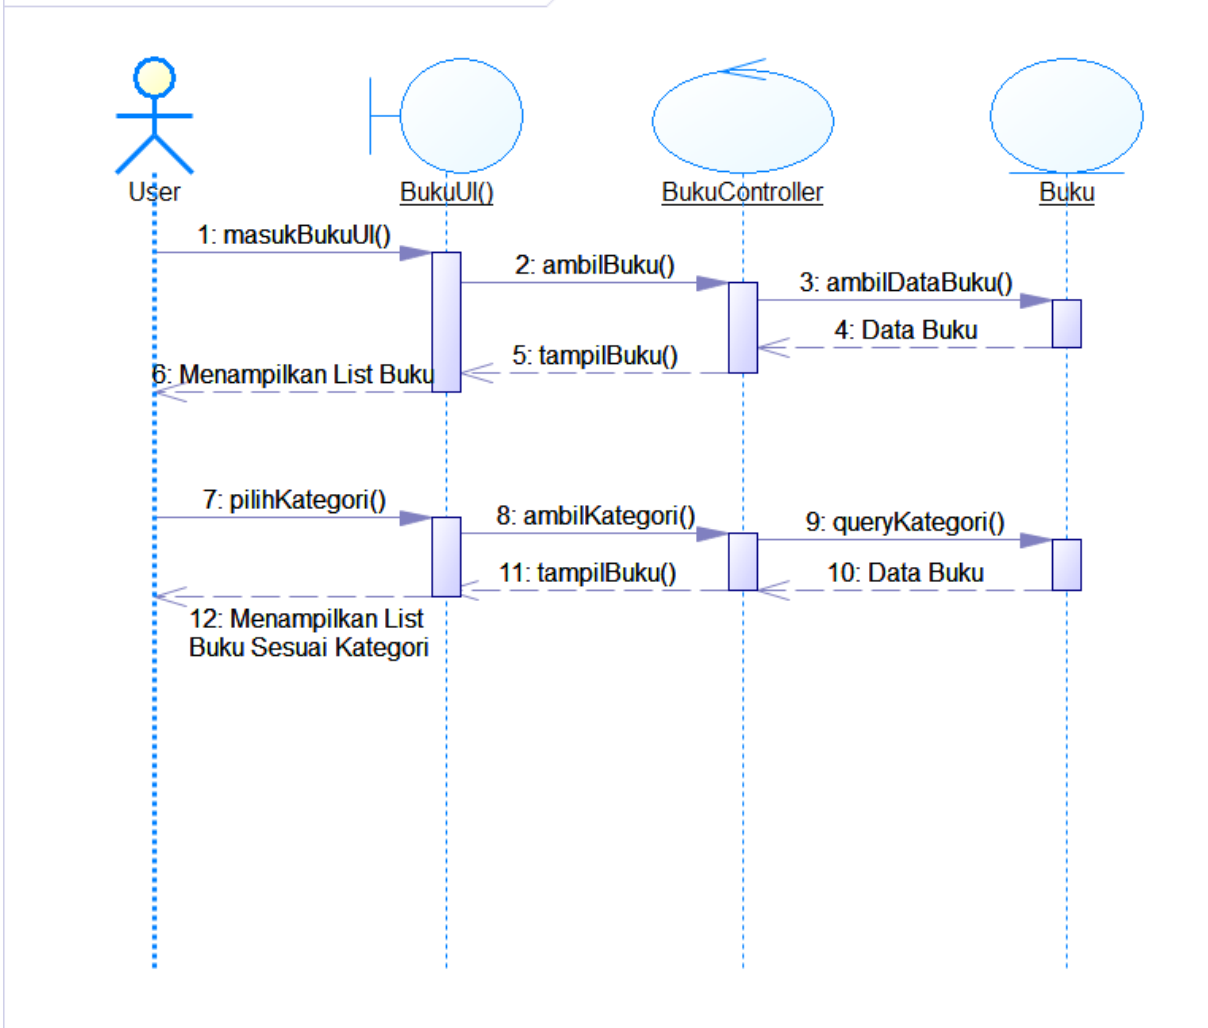 User
BukuUI()
BukuController
Buku
1: masukBukuUI()
2: ambilBuku()
3: ambilDataBuku()
4: Data Buku
5: tampilBuku()
6: Menampilkan List Buku
7: pilihKategori()
8: ambilKategori()
9: queryKategori()
10: Data Buku
11: tampilBuku()
12: Menampilkan List
Buku Sesuai Kategori